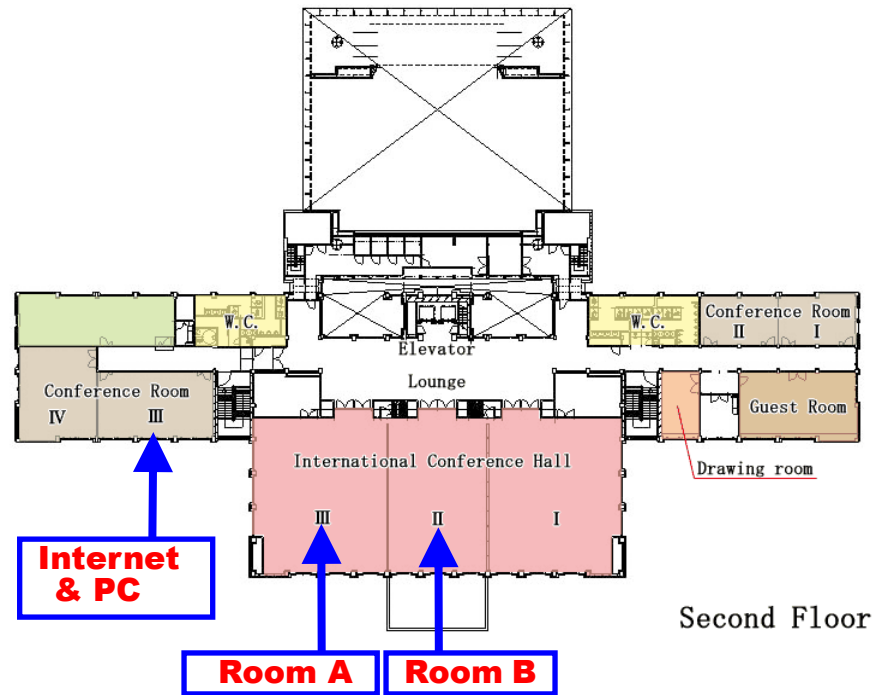 W.C.
W.C.
Conference Room
Ⅱ Ⅰ
Elevator
Lounge
Conference Room
Ⅳ Ⅲ
Guest Room
International Conference Hall
Drawing room
Ⅲ Ⅱ Ⅰ
Internet
& PC
Second Floor
Room A
Room B